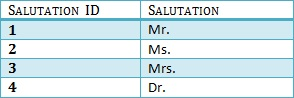 Salutation ID Salutation
1 Mr.
2 Ms.
3 Mrs.
4 Dr.